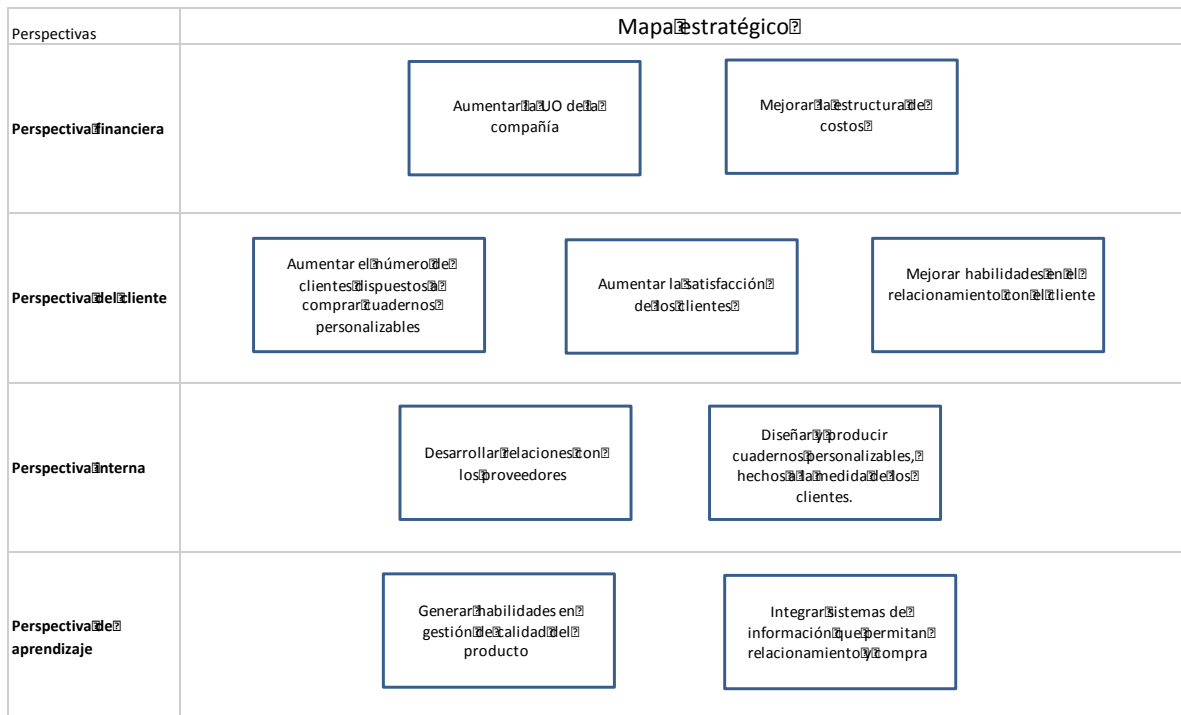 Perspectivas
Mapa estratégico
Perspectiva financiera
Aumentar la UO de la
compañía
Mejorar la estructura de
costos
Perspectiva del cliente
Aumentar el número de
clientes dispuestos a
comprar cuadernos
personalizables
Aumentar la satisfacción
de los clientes
Mejorar habilidades en el
relacionamiento con el cliente
Perspectiva interna
Desarrollar relaciones con
los proveedores
Diseñar y producir
cuadernos personalizables,
hechos a la medida de los
clientes.
Perspectiva de
aprendizaje
Generar habilidades en
gestión de calidad del
producto
Integrar sistemas de
información que permitan
relacionamiento y compra